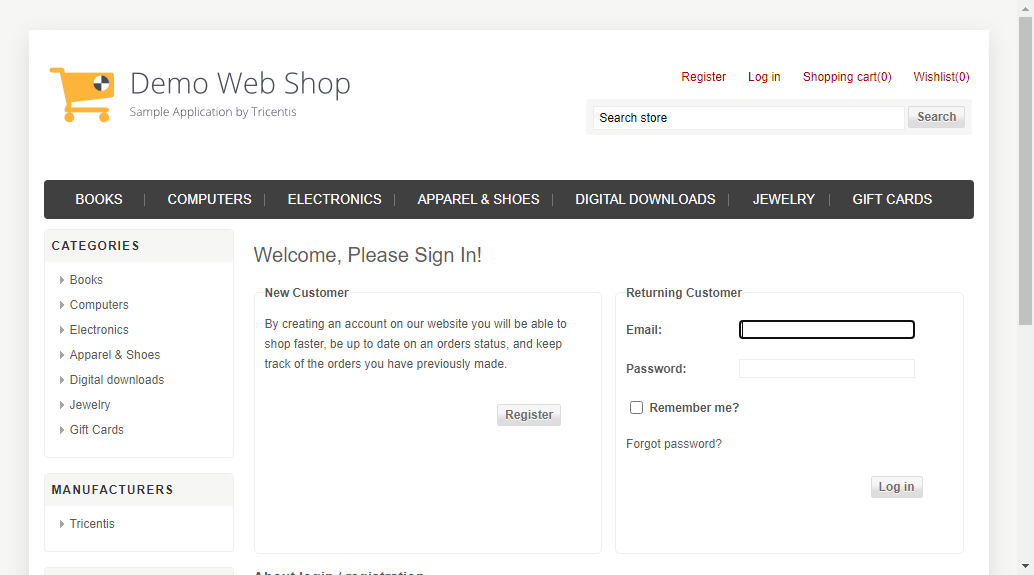 Demo Web Shop
Sample Application by Tricentis
Register Log in Shopping cart(0) Wishlist(0)
Search store Search
BOOKS COMPUTERS ELECTRONICS APPAREL & SHOES DIGITAL DOWNLOADS JEWELRY GIFT CARDS
CATEGORIES
Books
Computers
Electronics
Apparel & Shoes
Digital downloads
Jewelry
Gift Cards
MANUFACTURERS
Tricentis
Welcome, Please Sign In!
New Customer
By creating an account on our website you will be able to
shop faster, be up to date on an orders status, and keep
track of the orders you have previously made.
Register
Returning Customer
Email:
Password:
Remember me?
Forgot password?
Log in
About login / registration